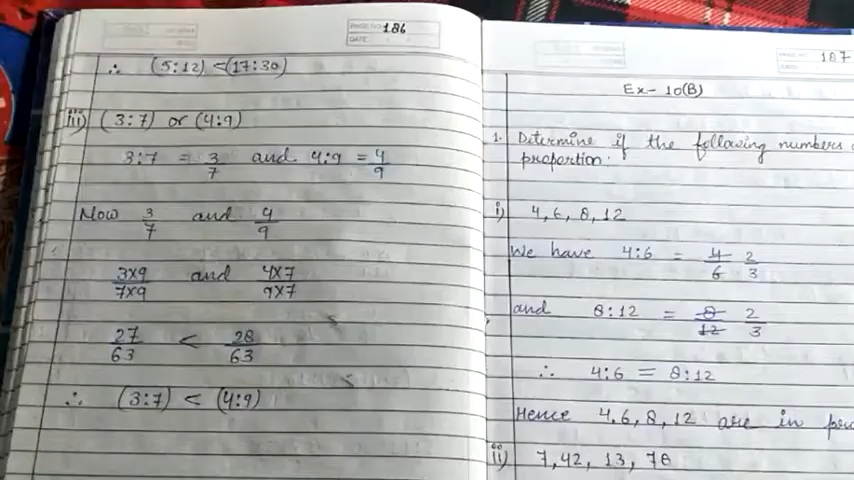 PAGE NO. 186
DATE
∴ (5:12) < (17:30)
iii) (3:7) or (4:9)
3:7 = 3/7 and 4:9 = 4/9
Now 3/7 and 4/9
3×9/7×9 and 4×7/9×7
27/63 < 28/63
∴ (3:7) < (4:9)
187
Ex- 10(B)
1. Determine if the following numbers
proportion.
i) 4, 6, 8, 12
We have 4:6 = 4/6 2/3
and 8:12 = 8/12 2/3
∴ 4:6 = 8:12
Hence 4, 6, 8, 12 are in
ii) 7, 42, 13, 78